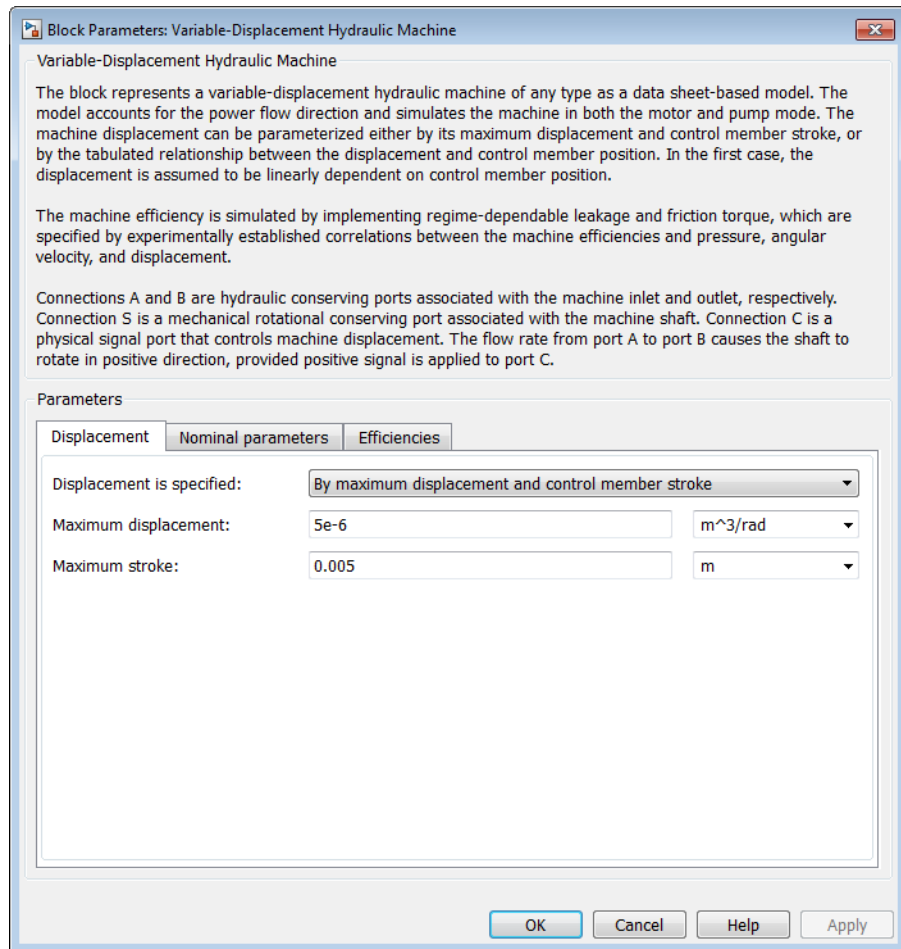 Block Parameters: Variable-Displacement Hydraulic Machine
Variable-Displacement Hydraulic Machine
The block represents a variable-displacement hydraulic machine of any type as a data sheet-based model. The
model accounts for the power flow direction and simulates the machine in both the motor and pump mode. The
machine displacement can be parameterized either by its maximum displacement and control member stroke, or
by the tabulated relationship between the displacement and control member position. In the first case, the
displacement is assumed to be linearly dependent on control member position.
The machine efficiency is simulated by implementing regime-dependable leakage and friction torque, which are
specified by experimentally established correlations between the machine efficiencies and pressure, angular
velocity, and displacement.
Connections A and B are hydraulic conserving ports associated with the machine inlet and outlet, respectively.
Connection S is a mechanical rotational conserving port associated with the machine shaft. Connection C is a
physical signal port that controls machine displacement. The flow rate from port A to port B causes the shaft to
rotate in positive direction, provided positive signal is applied to port C.
Parameters
Displacement Nominal parameters Efficiencies
Displacement is specified: By maximum displacement and control member stroke
Maximum displacement: 5e-6 m^3/rad
Maximum stroke: 0.005 m
OK Cancel Help Apply